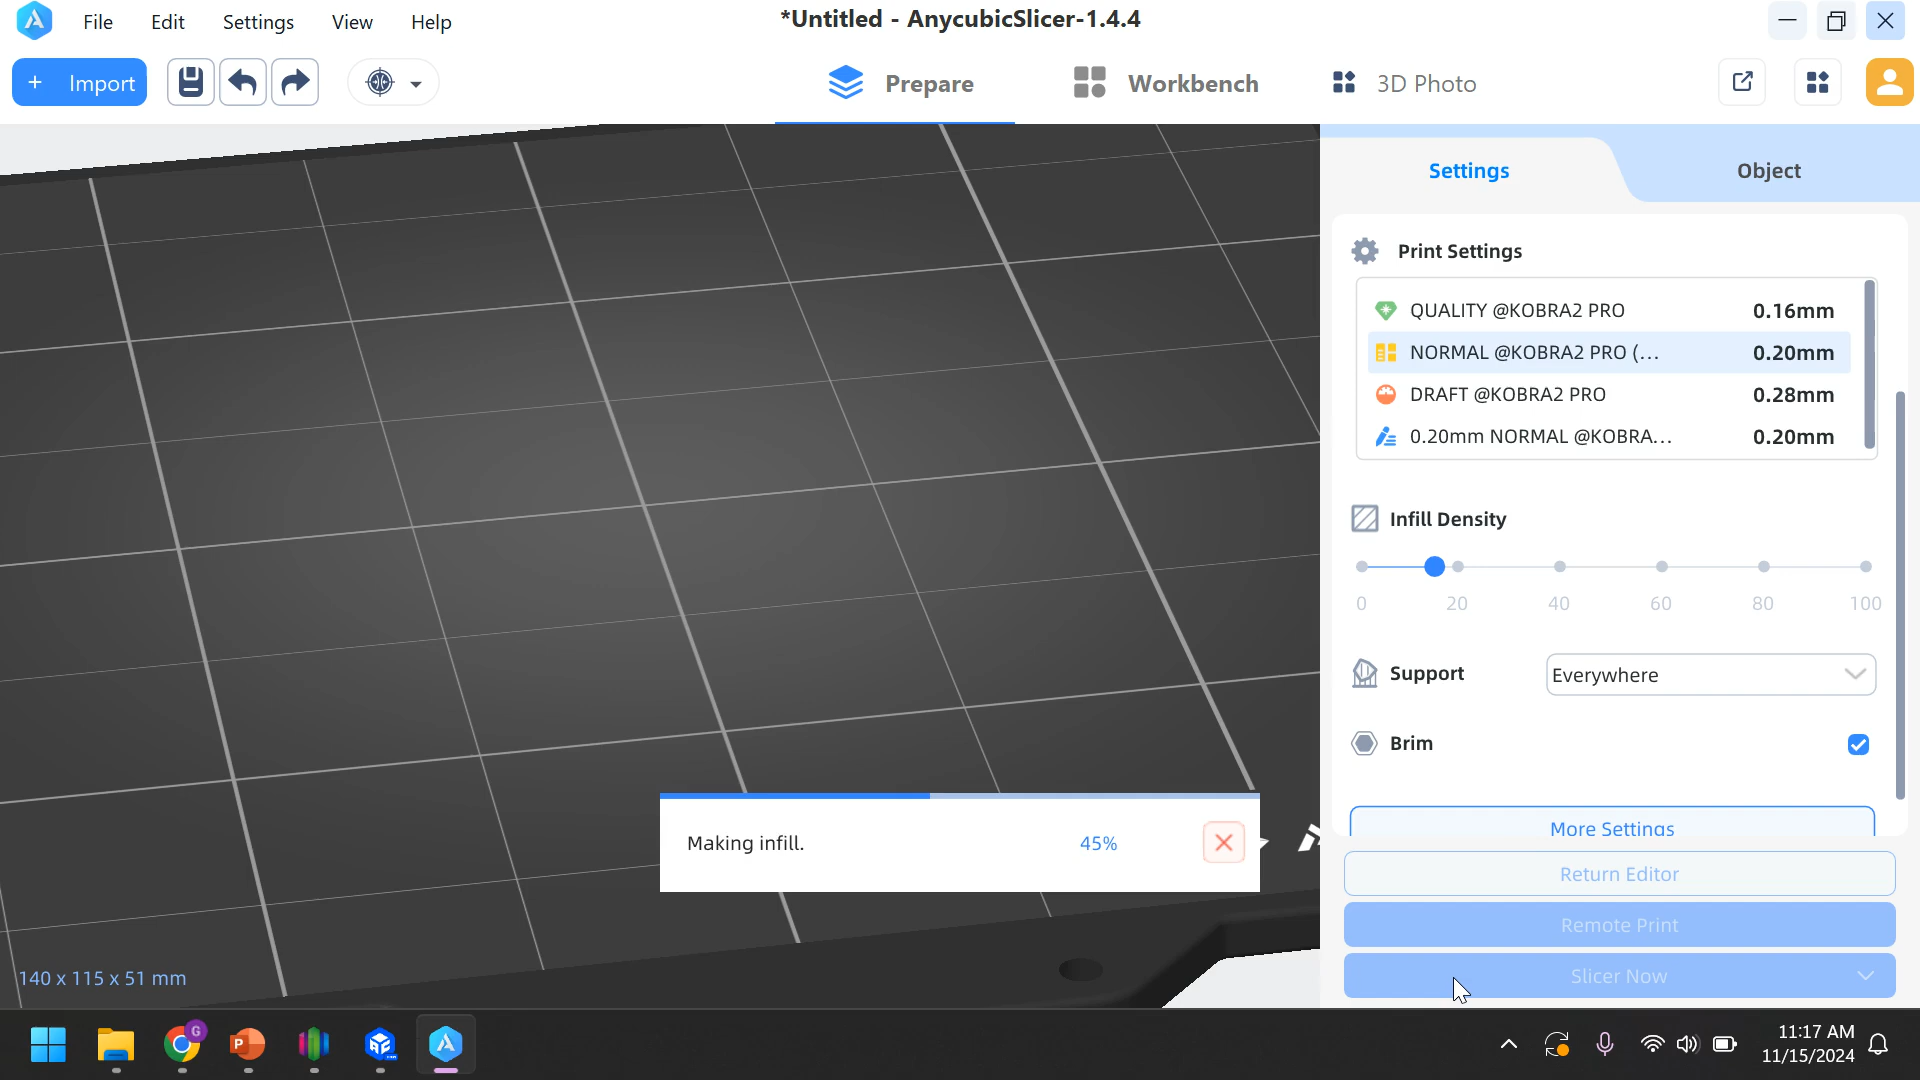 File Edit Settings View Help
*Untitled - AnycubicSlicer-1.4.4
+ Import
Prepare
Workbench
3D Photo
Settings
Object
Print Settings
QUALITY @KOBRA2 PRO 0.16mm
NORMAL @KOBRA2 PRO (... 0.20mm
DRAFT @KOBRA2 PRO 0.28mm
0.20mm NORMAL @KOBRA... 0.20mm
Infill Density
0 20 40 60 80 100
Support Everywhere
Brim
More Settings
Making infill. 45%
Return Editor
Remote Print
Slicer Now
140 x 115 x 51 mm
G
P
11:17 AM
11/15/2024